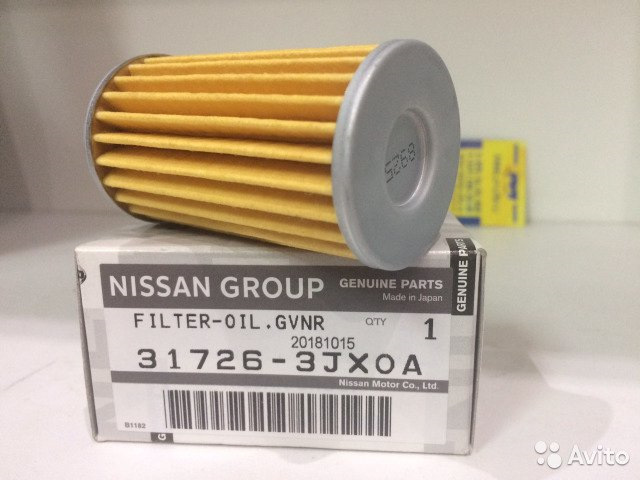 5269
NISSAN GROUP
GENUINE PARTS
Made in Japan
FILTER-OIL.GVNR
QTY
1
20181015
31726-3JX0A
Nissan Motor Co., Ltd.
B1182
G
GENUINE PARTS
Avito